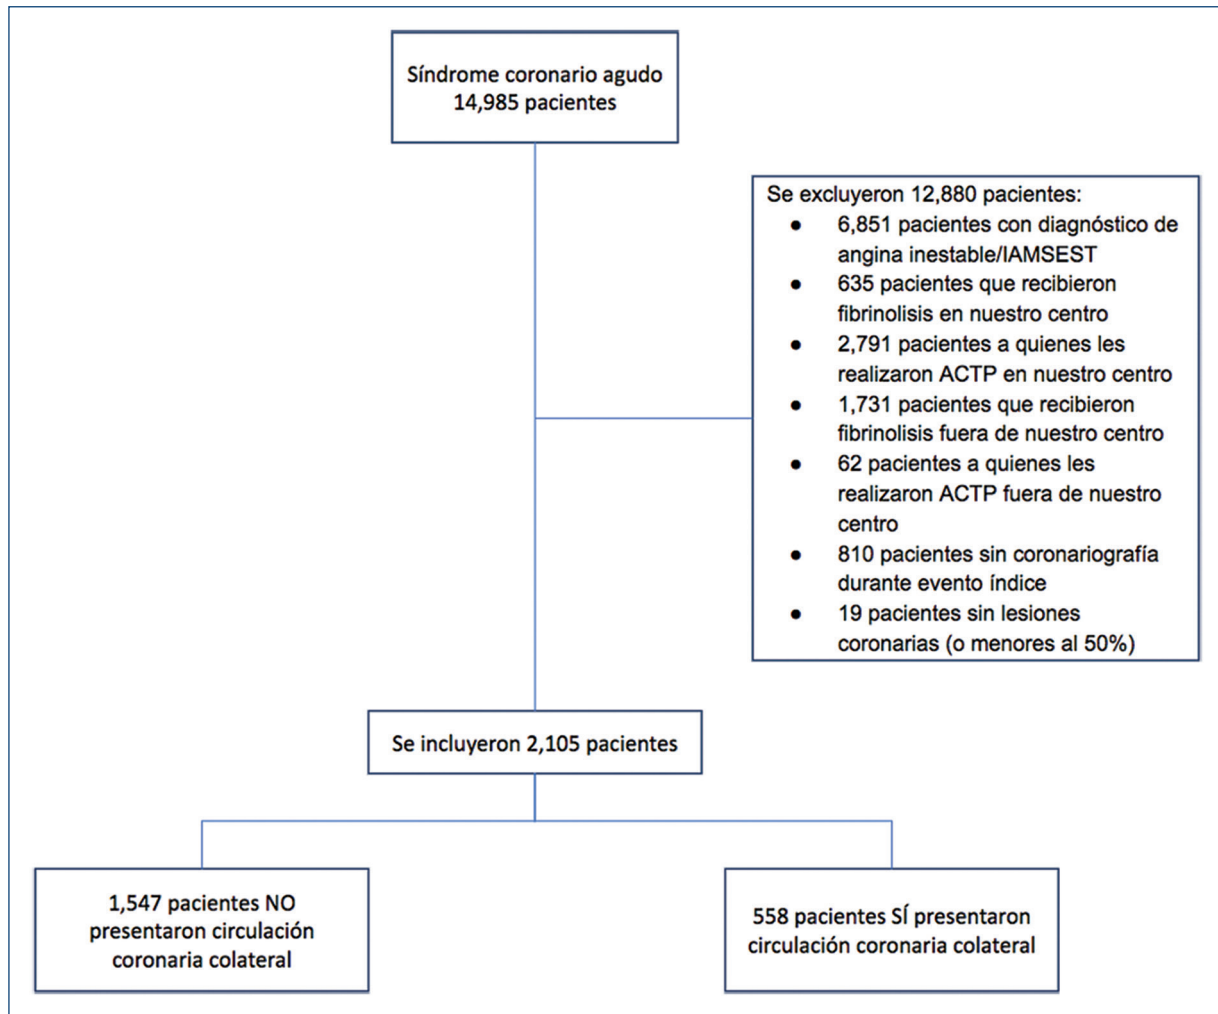 Síndrome coronario agudo
14,985 pacientes
Se excluyeron 12,880 pacientes:
● 6,851 pacientes con diagnóstico de
angina inestable/IAMSEST
● 635 pacientes que recibieron
fibrinolisis en nuestro centro
● 2,791 pacientes a quienes les
realizaron ACTP en nuestro centro
● 1,731 pacientes que recibieron
fibrinolisis fuera de nuestro centro
● 62 pacientes a quienes les
realizaron ACTP fuera de nuestro
centro
● 810 pacientes sin coronariografía
durante evento índice
● 19 pacientes sin lesiones
coronarias (o menores al 50%)
Se incluyeron 2,105 pacientes
1,547 pacientes NO
presentaron circulación
coronaria colateral
558 pacientes SÍ presentaron
circulación coronaria colateral